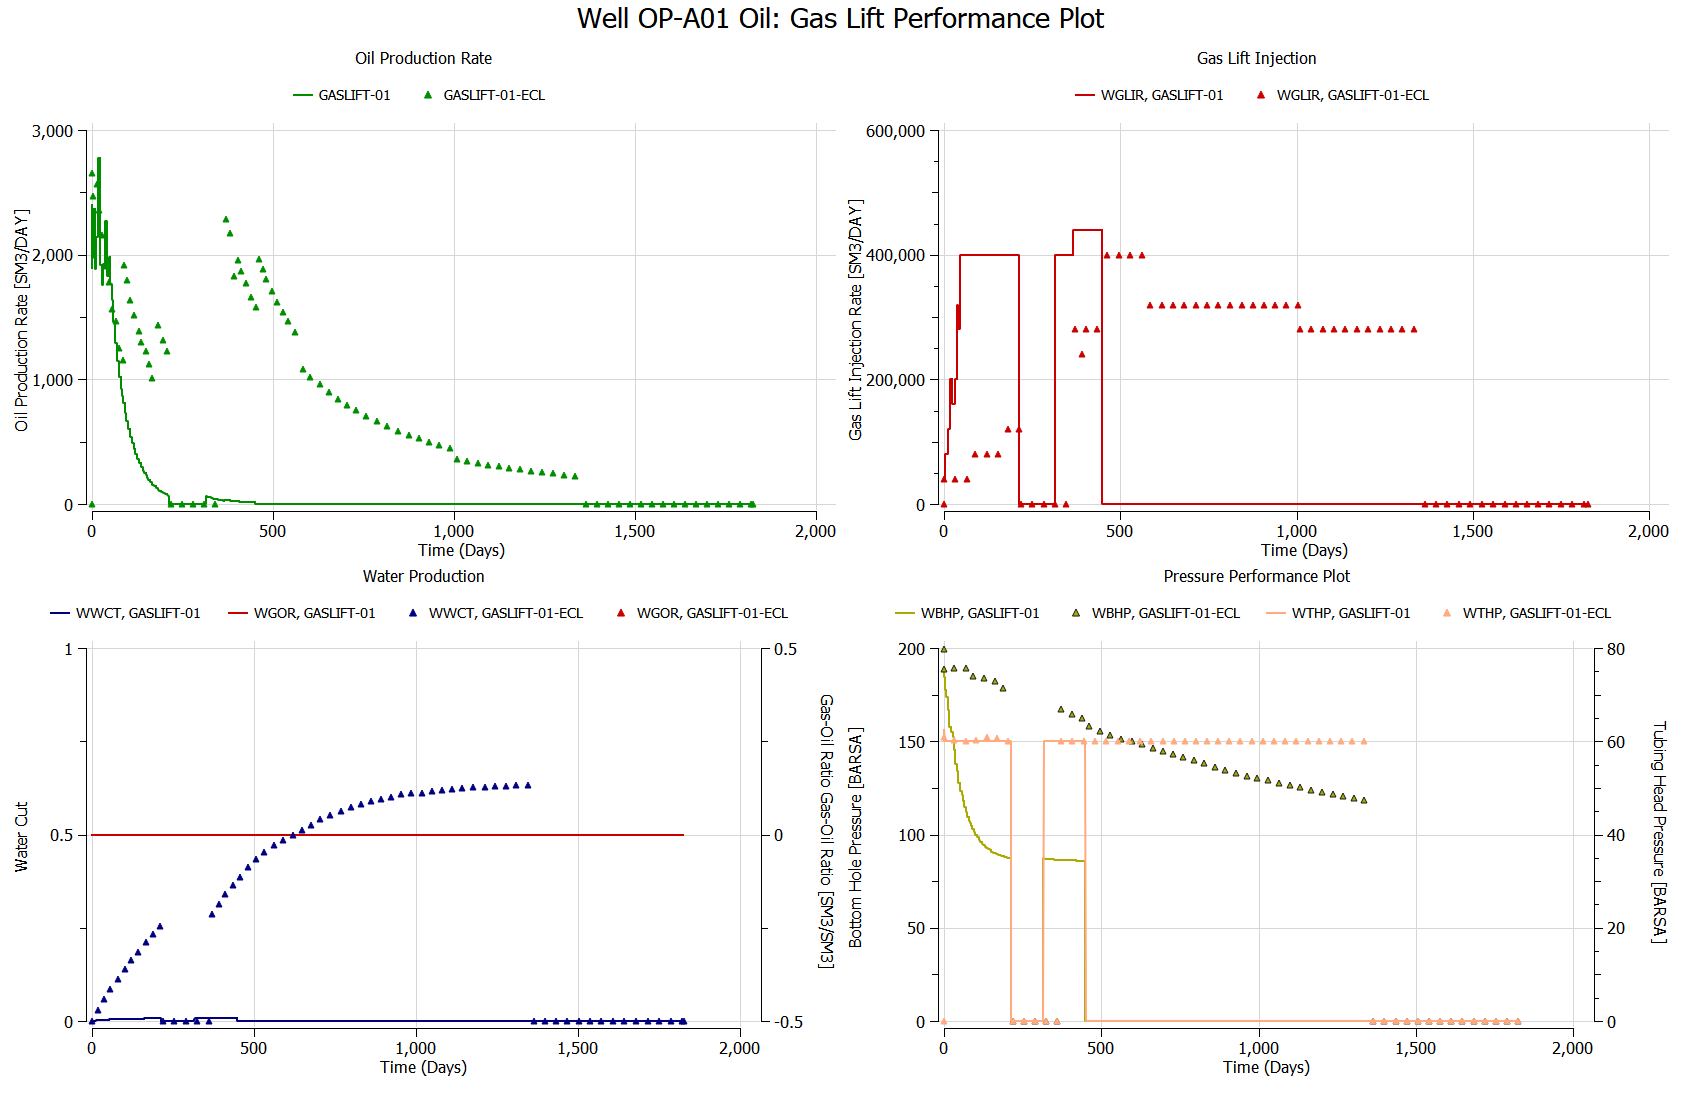 Well OP-A01 Oil: Gas Lift Performance Plot
Oil Production Rate
GASLIFT-01
GASLIFT-01-ECL
3,000
2,000
1,000
0
Oil Production Rate [SM3/DAY]
0
500
1,000
1,500
2,000
Time (Days)
Gas Lift Injection
WGLIR, GASLIFT-01
WGLIR, GASLIFT-01-ECL
600,000
400,000
200,000
0
Gas Lift Injection Rate [SM3/DAY]
0
500
1,000
1,500
2,000
Time (Days)
Water Production
WWCT, GASLIFT-01
WGOR, GASLIFT-01
WWCT, GASLIFT-01-ECL
WGOR, GASLIFT-01-ECL
1
0.5
0
Water Cut
0.5
0
-0.5
Gas-Oil Ratio Gas-Oil Ratio [SM3/SM3]
0
500
1,000
1,500
2,000
Time (Days)
Pressure Performance Plot
WBHP, GASLIFT-01
WBHP, GASLIFT-01-ECL
WTHP, GASLIFT-01
WTHP, GASLIFT-01-ECL
200
150
100
50
0
Bottom Hole Pressure [BARSA]
80
60
40
20
0
Tubing Head Pressure [BARSA]
0
500
1,000
1,500
2,000
Time (Days)